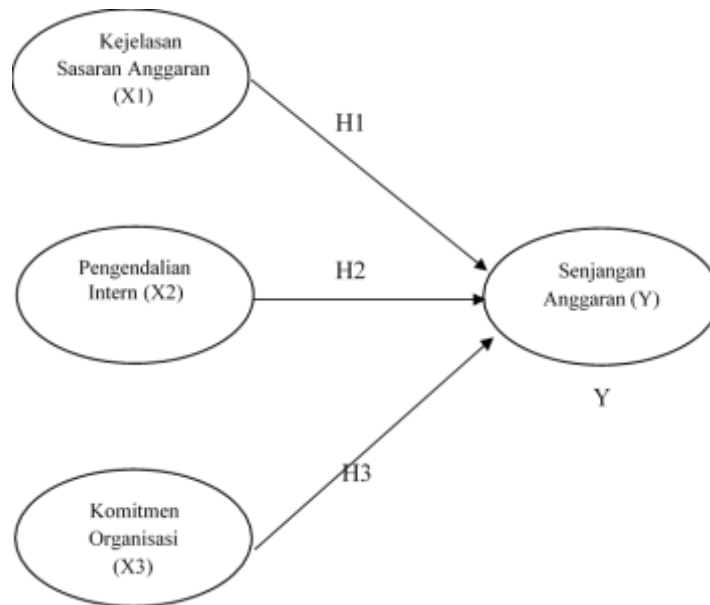 Kejelasan
Sasaran Anggaran
(X1)
H1
Pengendalian
Intern (X2)
H2
Senjangan
Anggaran (Y)
Y
H3
Komitmen
Organisasi
(X3)